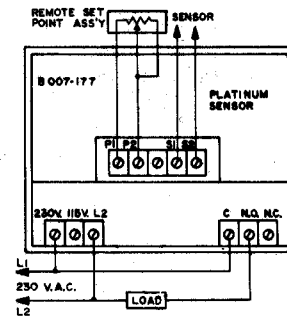 REMOTE SET
POINT ASS'Y
SENSOR
B 007-177
PLATINUM
SENSOR
P1 P2 S1 S2
230V. 115V. L2
C N.O. N.C.
L1
230 V.A.C.
LOAD
L2